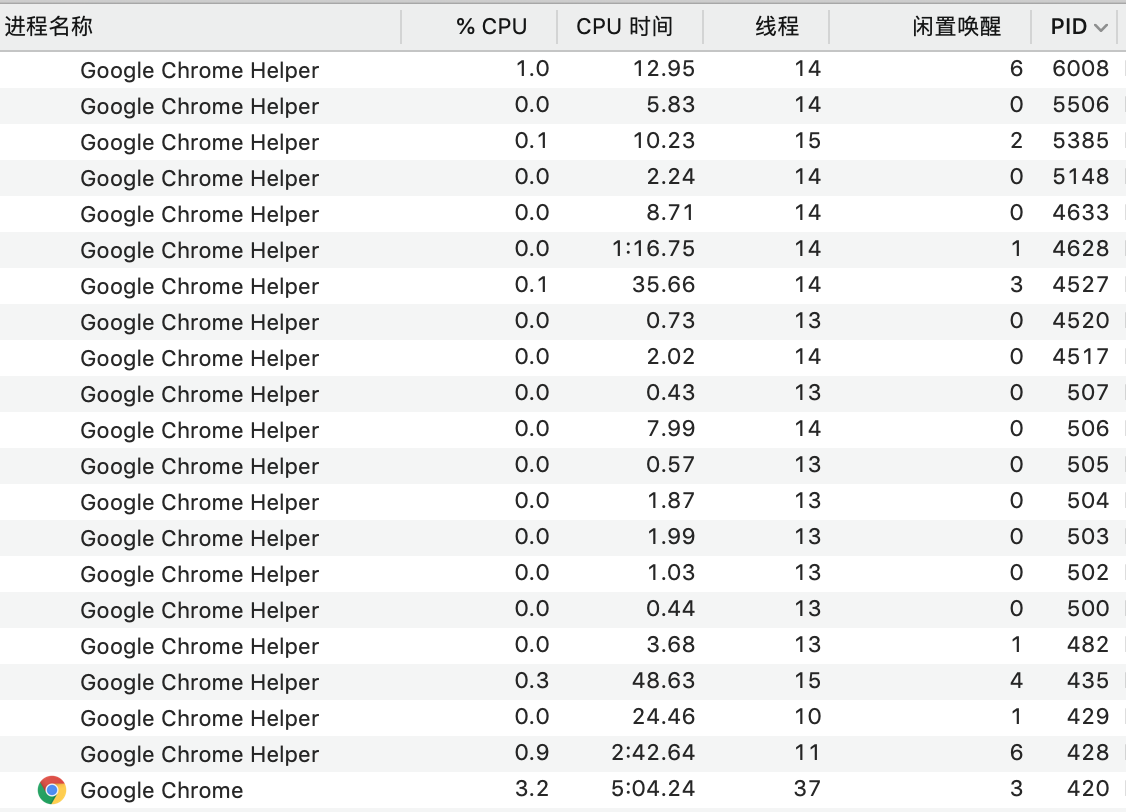 进程名称 % CPU CPU 时间 线程 闲置唤醒 PID
Google Chrome Helper 1.0 12.95 14 6 6008
Google Chrome Helper 0.0 5.83 14 0 5506
Google Chrome Helper 0.1 10.23 15 2 5385
Google Chrome Helper 0.0 2.24 14 0 5148
Google Chrome Helper 0.0 8.71 14 0 4633
Google Chrome Helper 0.0 1:16.75 14 1 4628
Google Chrome Helper 0.1 35.66 14 3 4527
Google Chrome Helper 0.0 0.73 13 0 4520
Google Chrome Helper 0.0 2.02 14 0 4517
Google Chrome Helper 0.0 0.43 13 0 507
Google Chrome Helper 0.0 7.99 14 0 506
Google Chrome Helper 0.0 0.57 13 0 505
Google Chrome Helper 0.0 1.87 13 0 504
Google Chrome Helper 0.0 1.99 13 0 503
Google Chrome Helper 0.0 1.03 13 0 502
Google Chrome Helper 0.0 0.44 13 0 500
Google Chrome Helper 0.0 3.68 13 1 482
Google Chrome Helper 0.3 48.63 15 4 435
Google Chrome Helper 0.0 24.46 10 1 429
Google Chrome Helper 0.9 2:42.64 11 6 428
Google Chrome 3.2 5:04.24 37 3 420